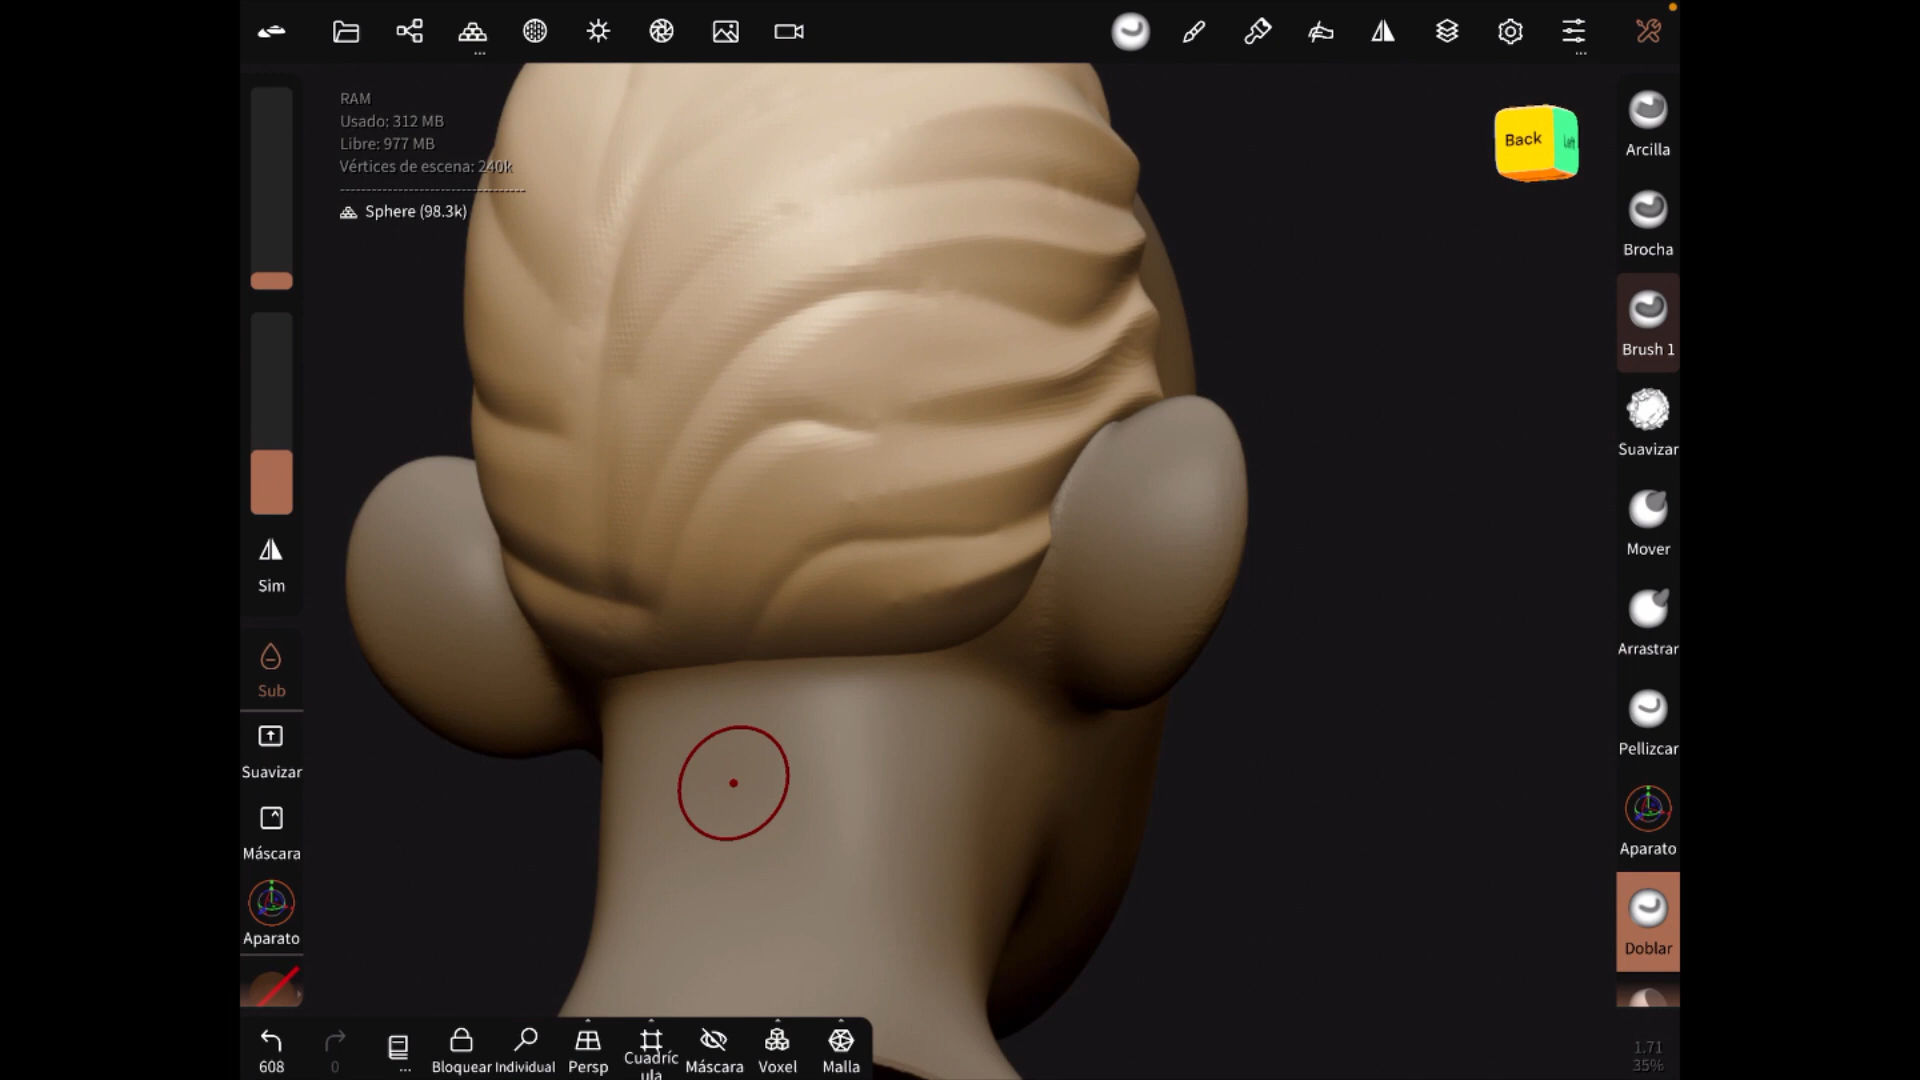 RAM
Usado: 312 MB
Libre: 977 MB
Vértices de escena: 240k
Sphere (98.3k)
Back
Left
Arcilla
Brocha
Brush 1
Suavizar
Mover
Arrastrar
Pellizcar
Aparato
Doblar
Sim
Sub
Suavizar
Máscara
Aparato
608
0
...
Bloquear
Individual
Persp
Cuadríc
ula
Máscara
Voxel
Malla
1.71
35%